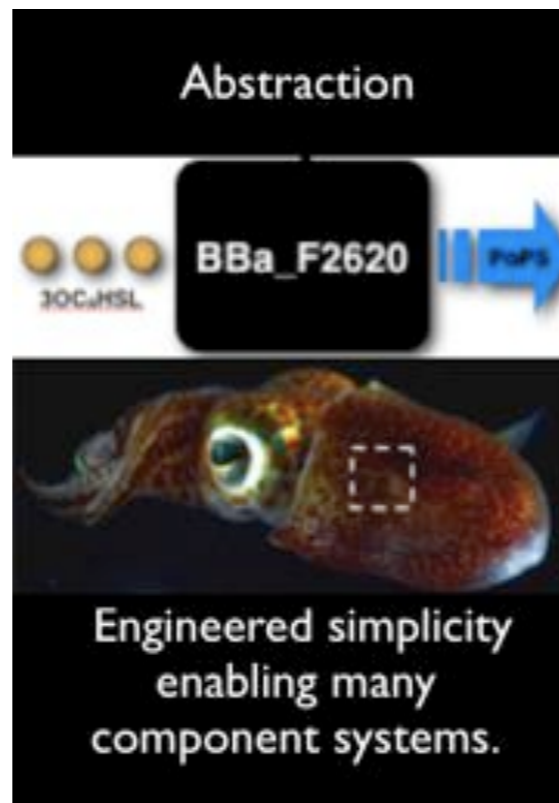 Abstraction
BBa_F2620
PoPS
3OC₆HSL
Engineered simplicity
enabling many
component systems.